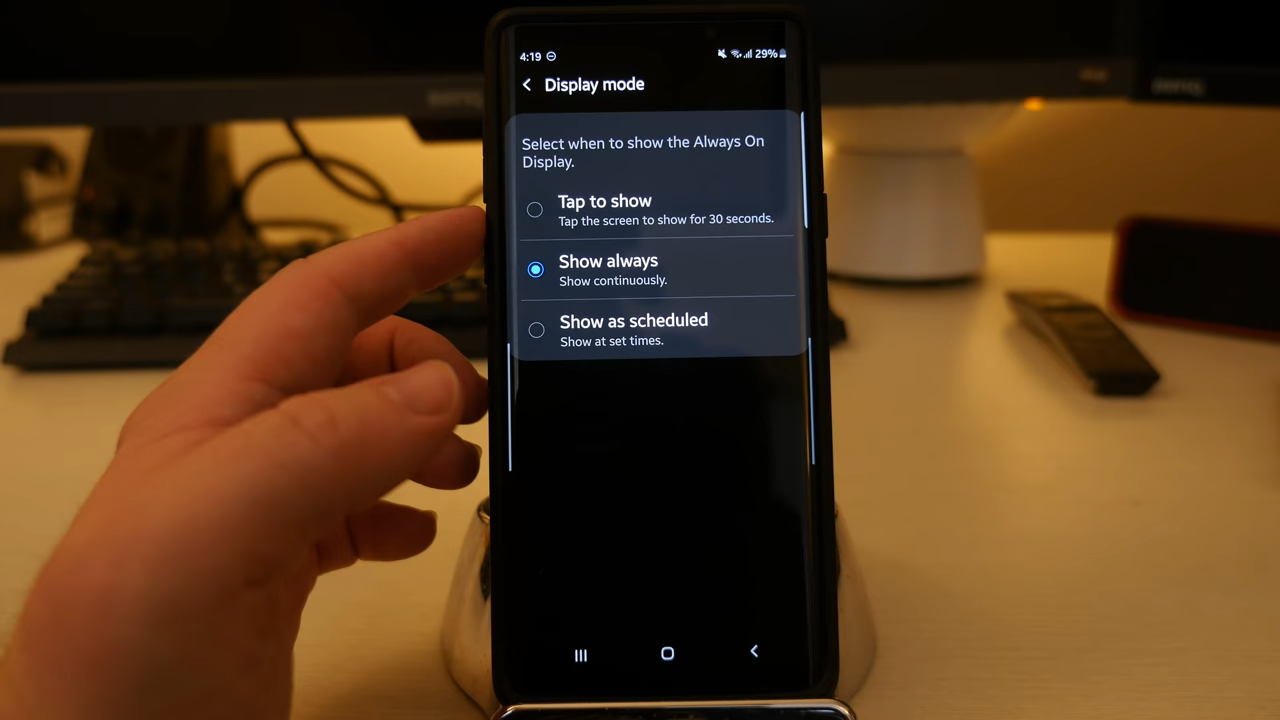 4:19 29%
Display mode
Select when to show the Always On
Display.
Tap to show
Tap the screen to show for 30 seconds.
Show always
Show continuously.
Show as scheduled
Show at set times.